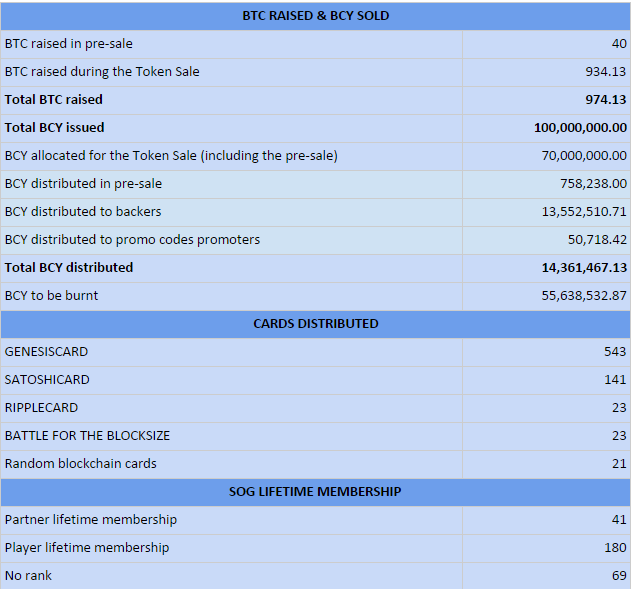 BTC RAISED & BCY SOLD
BTC raised in pre-sale 40
BTC raised during the Token Sale 934.13
Total BTC raised 974.13
Total BCY issued 100,000,000.00
BCY allocated for the Token Sale (including the pre-sale) 70,000,000.00
BCY distributed in pre-sale 758,238.00
BCY distributed to backers 13,552,510.71
BCY distributed to promo codes promoters 50,718.42
Total BCY distributed 14,361,467.13
BCY to be burnt 55,638,532.87
CARDS DISTRIBUTED
GENESISCARD 543
SATOSHICARD 141
RIPPLECARD 23
BATTLE FOR THE BLOCKSIZE 23
Random blockchain cards 21
SOG LIFETIME MEMBERSHIP
Partner lifetime membership 41
Player lifetime membership 180
No rank 69